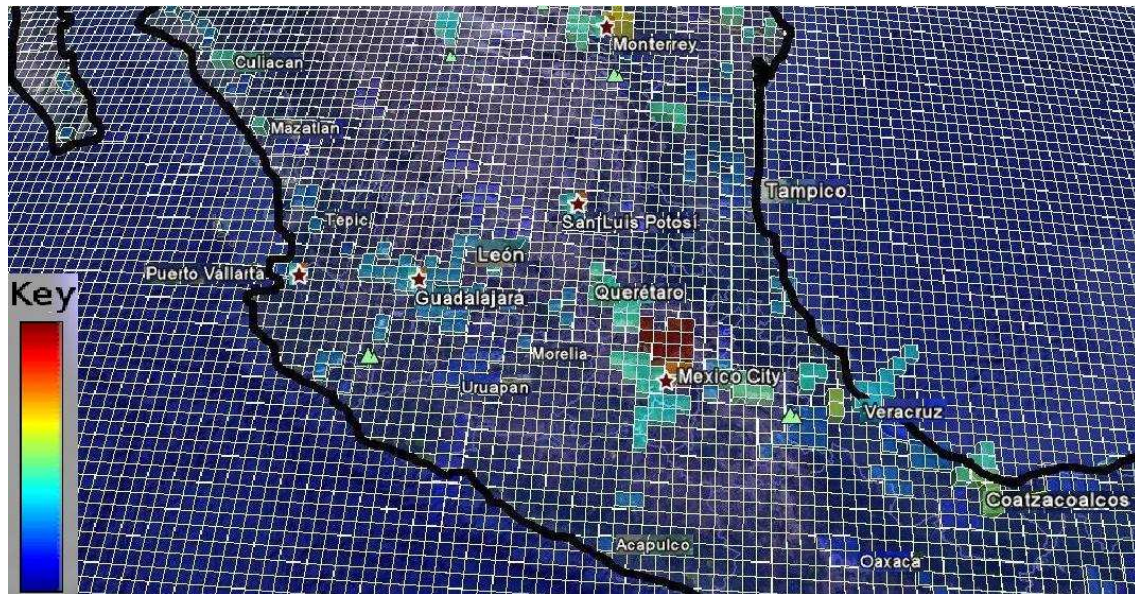 Monterrey
Culiacan
Mazatlan
Tampico
Tepic
San Luis Potosí
León
Puerto Vallarta
Key
Querétaro
Guadalajara
Morelia
Mexico City
Uruapan
Veracruz
Coatzacoalcos
Acapulco
Oaxaca